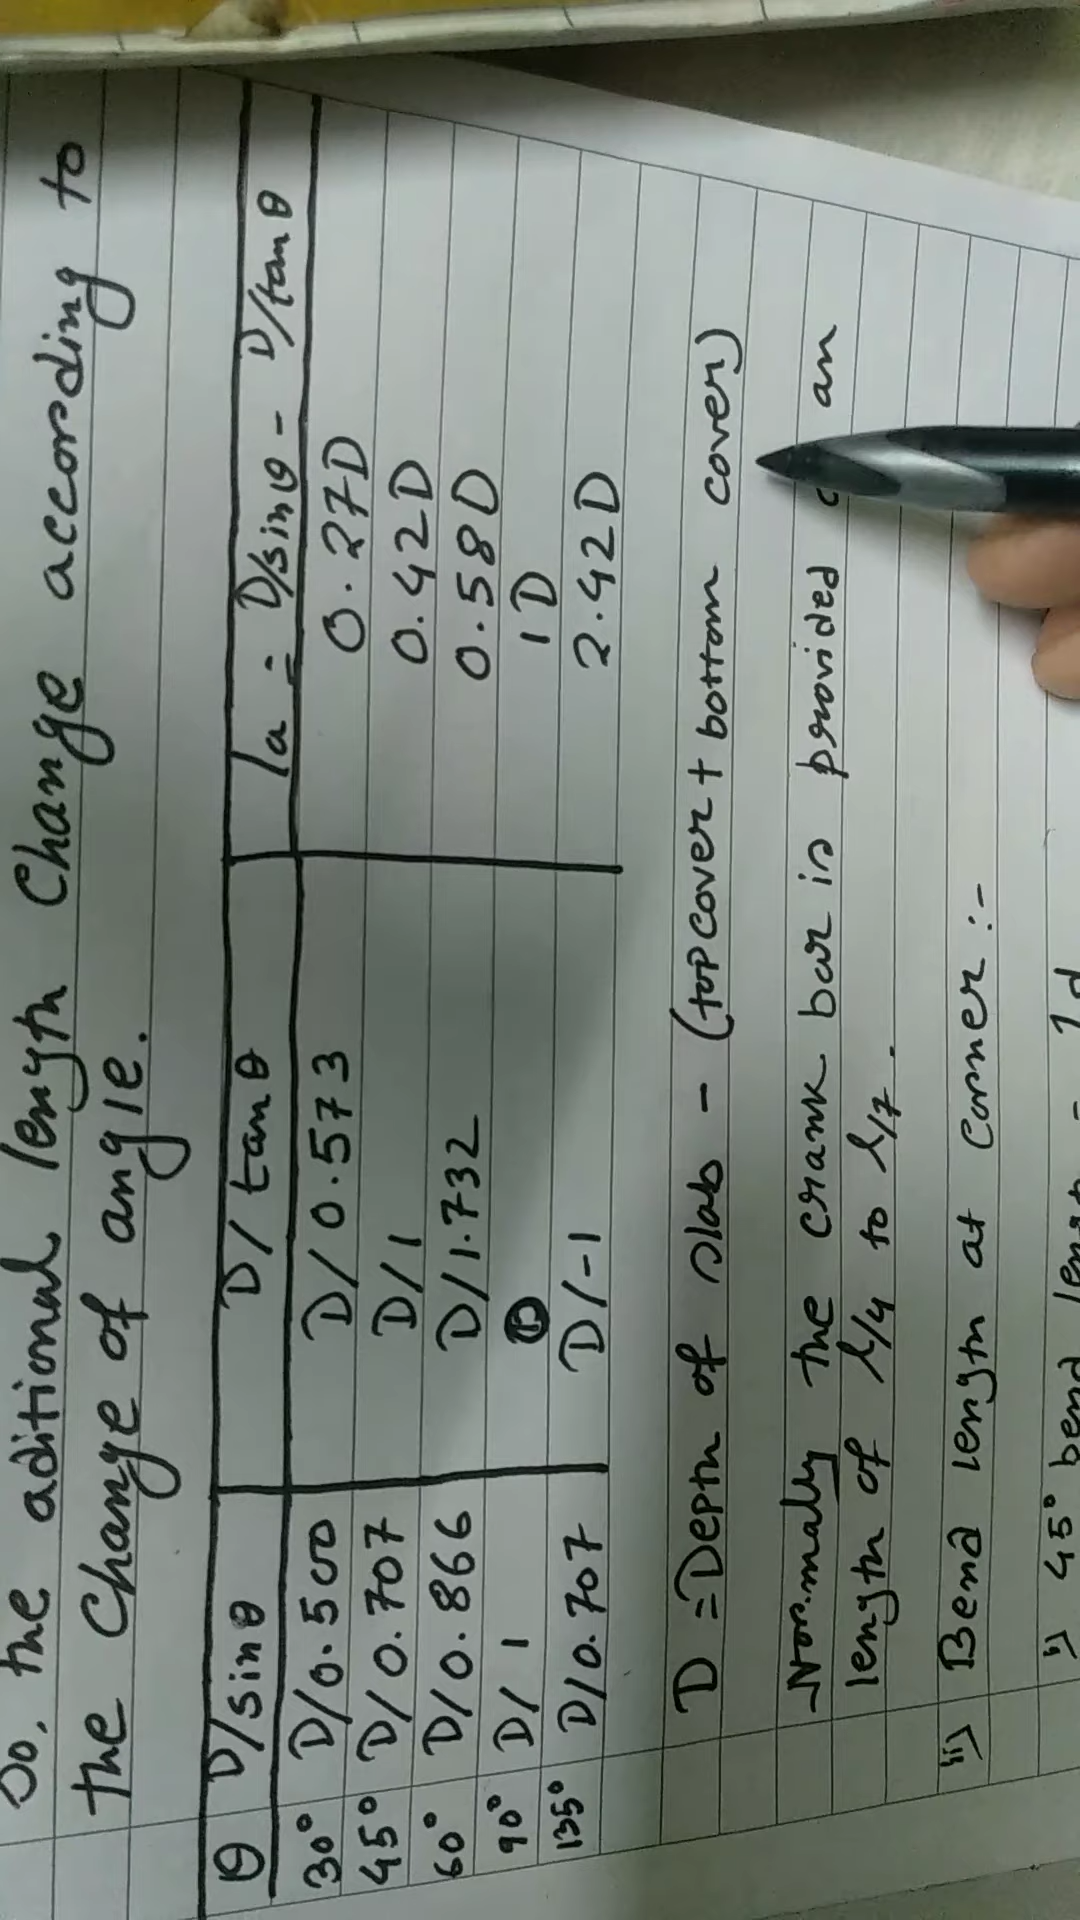 So, the aditional length Change according to
the Change of angle.
θ D/sinθ D/tanθ la = D/sinθ - D/tanθ
30° D/0.500 D/0.573 0.27D
45° D/0.707 D/1 0.42D
60° D/0.866 D/1.732 0.58D
90° D/1 1D
135° D/0.707 D/-1 2.42D
D = Depth of slab - (top cover + bottom cover)
Normally the crank bar is provided an
length of l/4 to l/7.
ii) Bend length at corner :-
i) 45° bend length = 1d